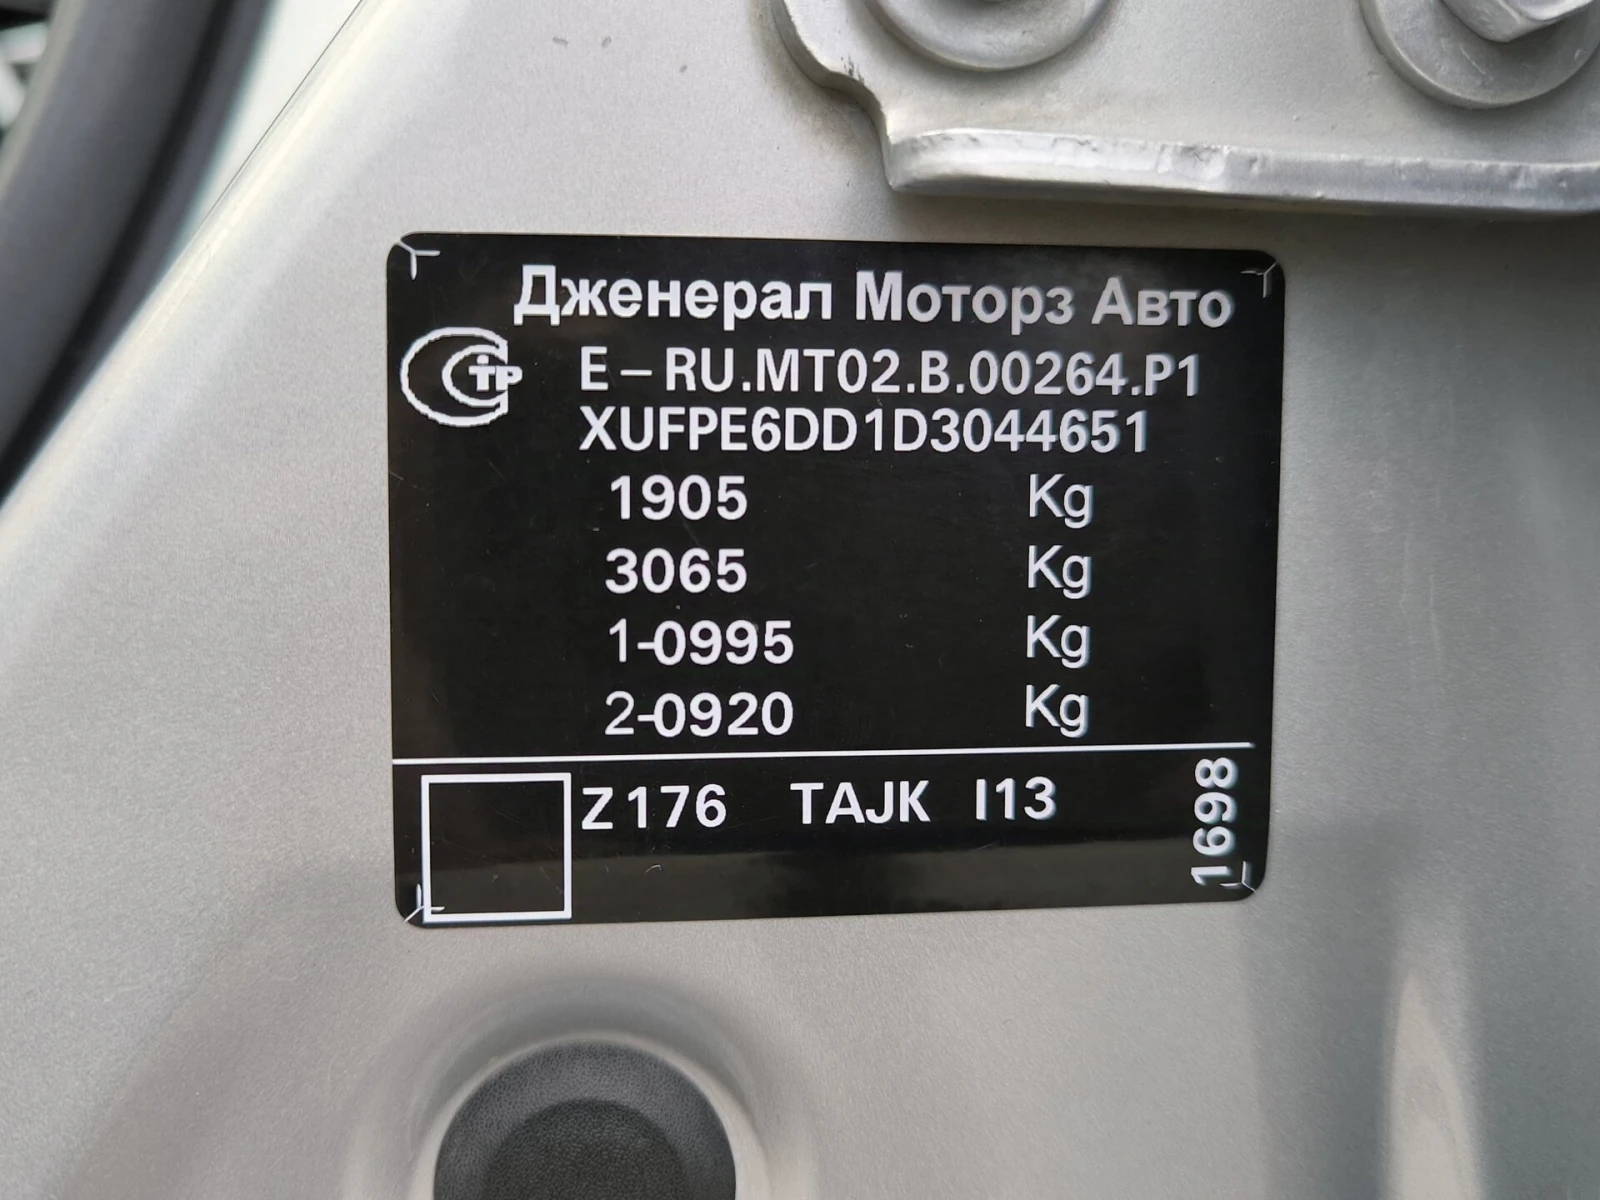 Дженерал Моторз Авто
СТР E – RU.MT02.B.00264.P1
XUFPE6DD1D3044651
1905 Kg
3065 Kg
1-0995 Kg
2-0920 Kg
Z176 TAJK I13
1698